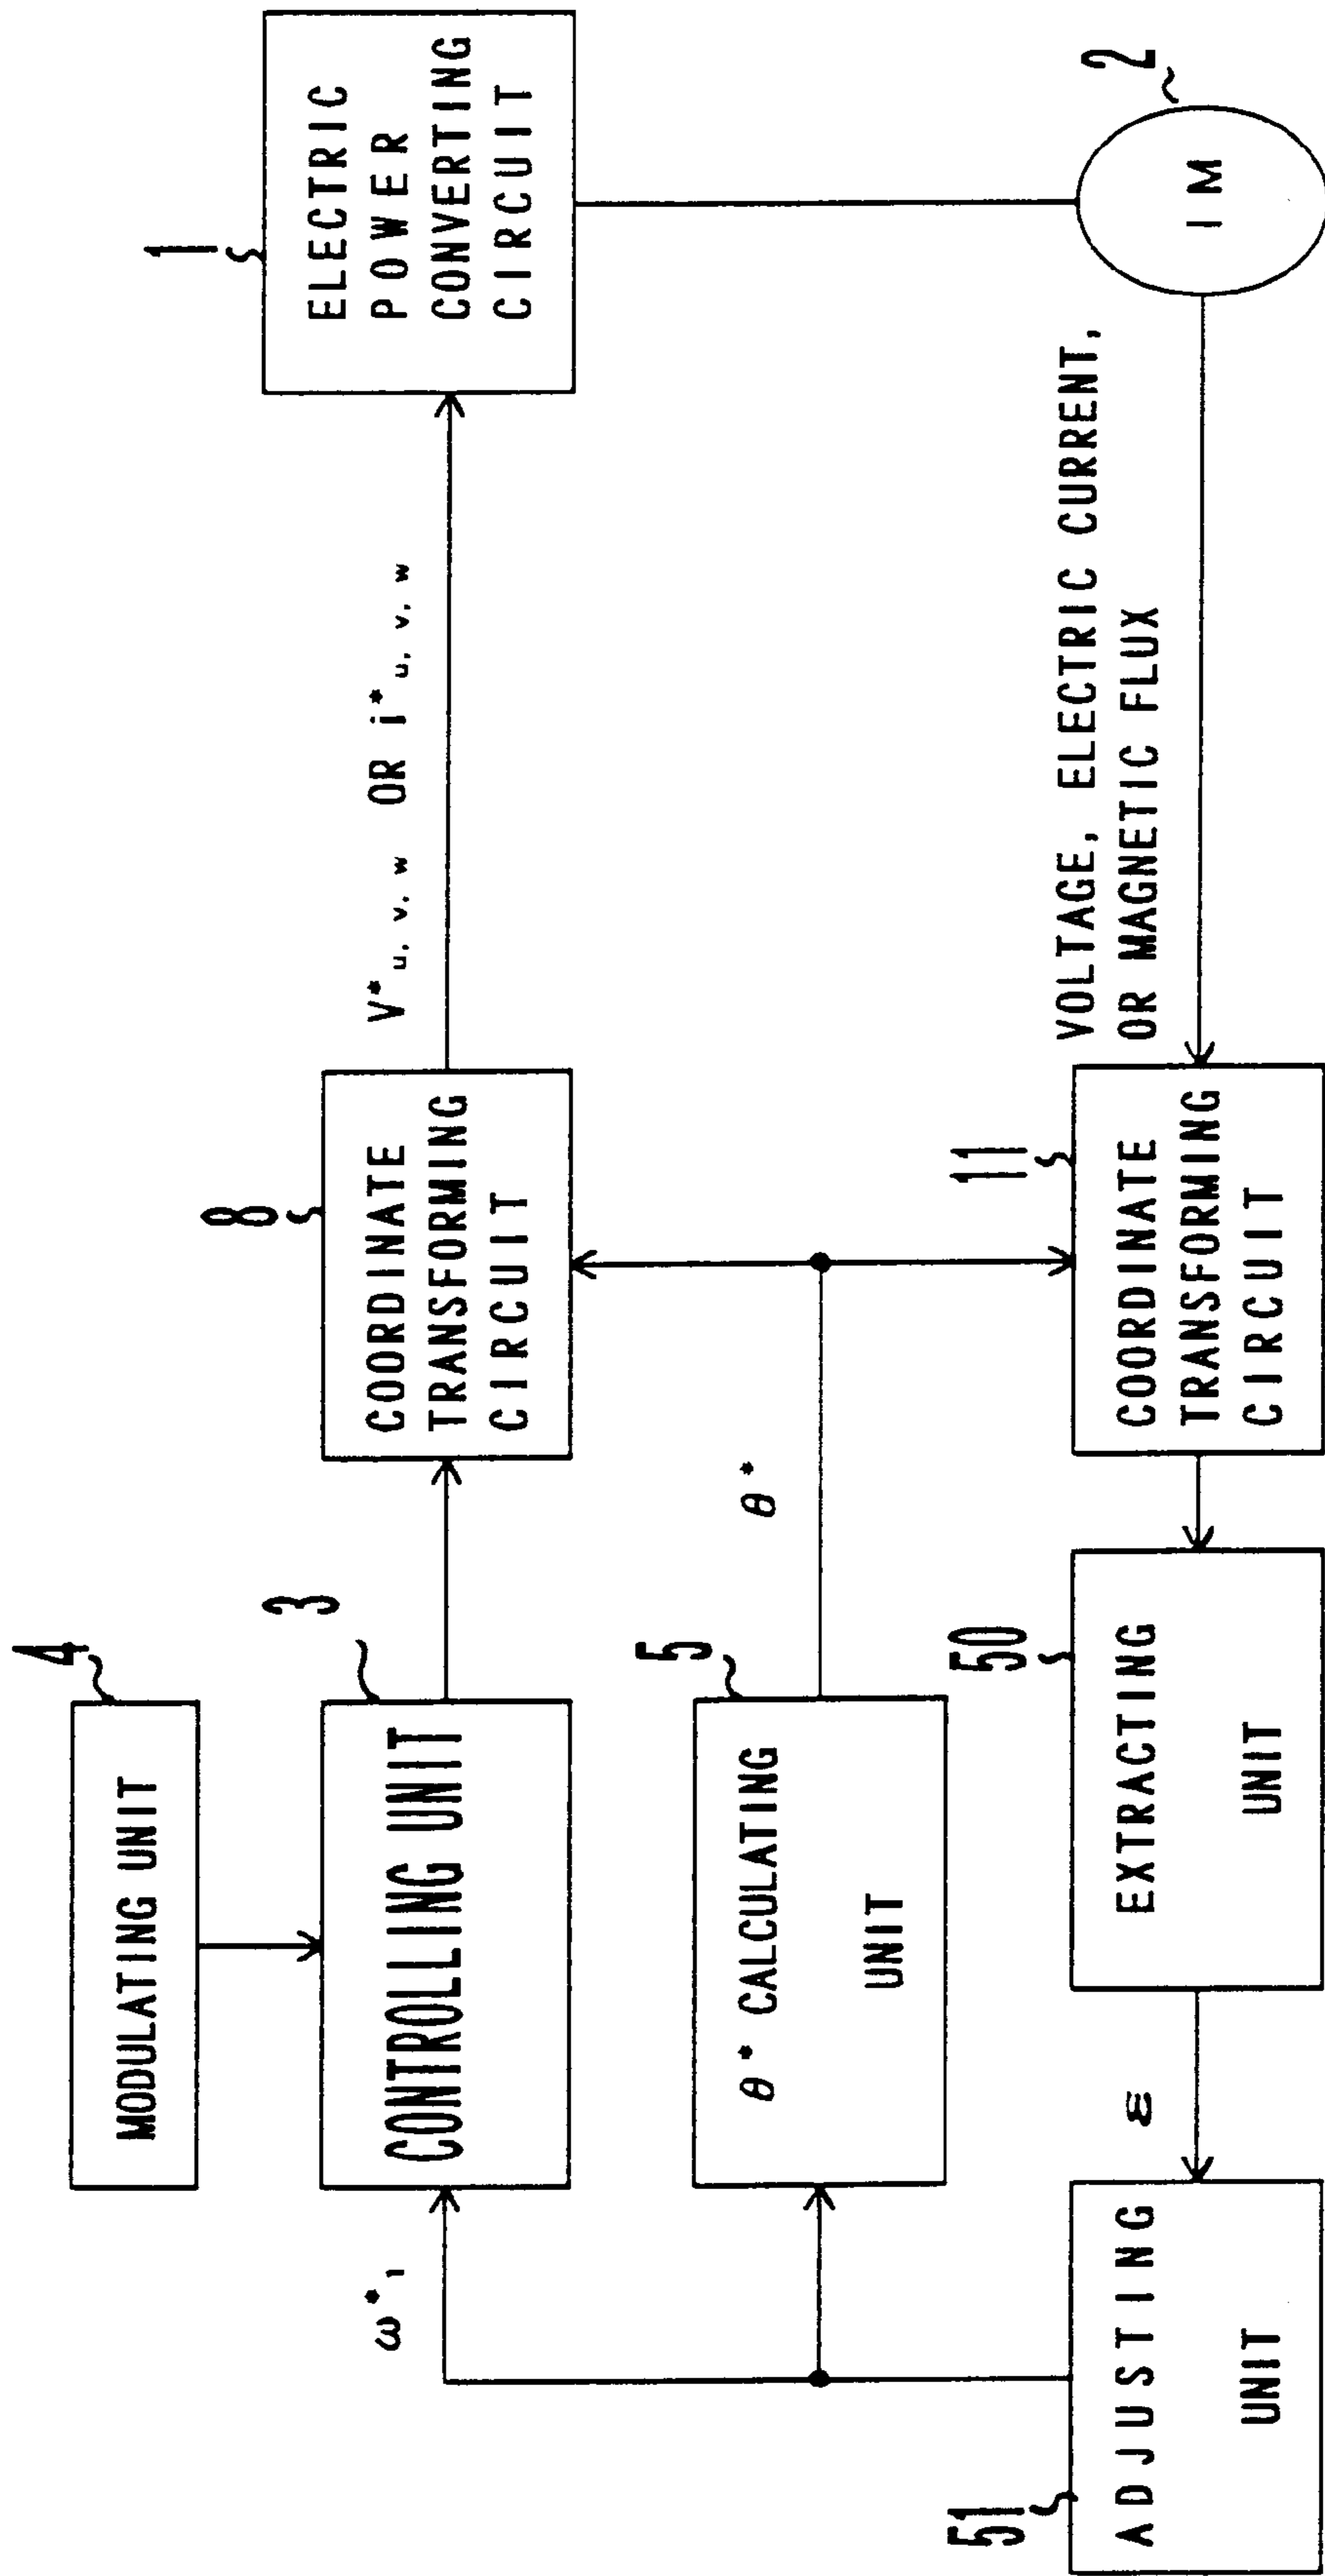 4
MODULATING UNIT
3
CONTROLLING UNIT
ω*₁
8
COORDINATE
TRANSFORMING
CIRCUIT
V*u, v, w OR i*u, v, w
1
ELECTRIC
POWER
CONVERTING
CIRCUIT
5
θ* CALCULATING
UNIT
θ*
51
ADJUSTING
UNIT
ε
50
EXTRACTING
UNIT
11
COORDINATE
TRANSFORMING
CIRCUIT
VOLTAGE, ELECTRIC CURRENT,
OR MAGNETIC FLUX
2
IM